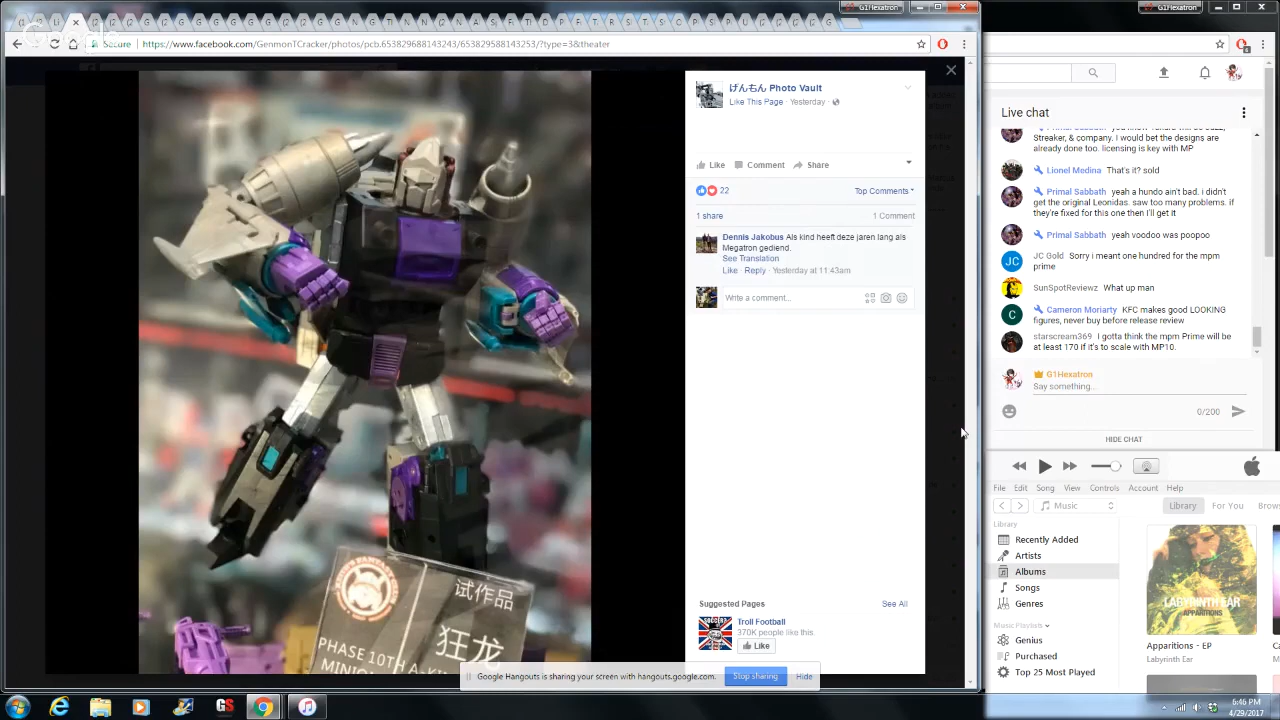 G1Hexatron
G1Hexatron
Google
Secure
https://www.facebook.com/GenmonTCracker/photos/pcb.653829688143243/653829588143253/?type=3&theater
げんもん Photo Vault
Like This Page · Yesterday ·
Like Comment Share
22
Top Comments
1 share
1 Comment
Dennis Jakobus Als kind heeft deze jaren lang als
Megatron gediend.
See Translation
Like · Reply · Yesterday at 11:43am
Write a comment...
Suggested Pages
See All
Troll Football
370K people like this
Like
试作品
狂龙
PHASE 10TH A-K
MINIO
Google Hangouts is sharing your screen with hangouts.google.com.
Stop sharing
Hide
Live chat
Streaker, & company. I would bet the designs are
already done too. licensing is key with MP
Lionel Medina That's it? sold
Primal Sabbath yeah a hundo ain't bad. i didn't
get the original Leonidas. saw too many problems. if
they're fixed for this one then I'll get it
Primal Sabbath yeah voodoo was poopoo
JC
JC Gold Sorry i meant one hundred for the mpm
prime
SunSpotReviewz What up man
C
Cameron Moriarty KFC makes good LOOKING
figures, never buy before release review
starscream369 I gotta think the mpm Prime will be
at least 170 if it's to scale with MP10.
G1Hexatron
Say something...
0/200
HIDE CHAT
File Edit Song View Controls Account Help
Music
Library
For You
Library
Recently Added
Artists
Albums
Songs
Genres
Music Playlists
Genius
Purchased
Top 25 Most Played
LABYRINTH EAR
APPARITIONS
Apparitions - EP
Labyrinth Ear
GS
6:46 PM
4/29/2017